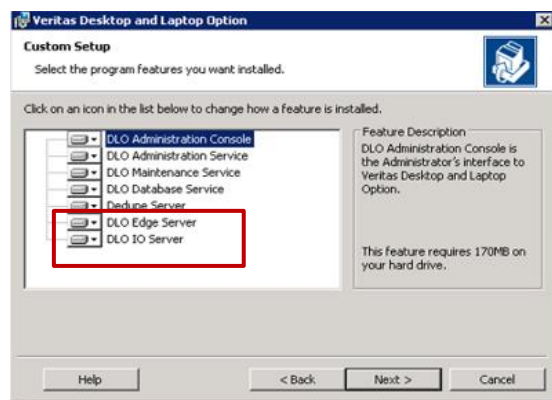 Veritas Desktop and Laptop Option
Custom Setup
Select the program features you want installed.
Click on an icon in the list below to change how a feature is installed.
DLO Administration Console
DLO Administration Service
DLO Maintenance Service
DLO Database Service
Dedupe Server
DLO Edge Server
DLO IO Server
Feature Description
DLO Administration Console is
the Administrator's interface to
Veritas Desktop and Laptop
Option.
This feature requires 170MB on
your hard drive.
Help
< Back
Next >
Cancel